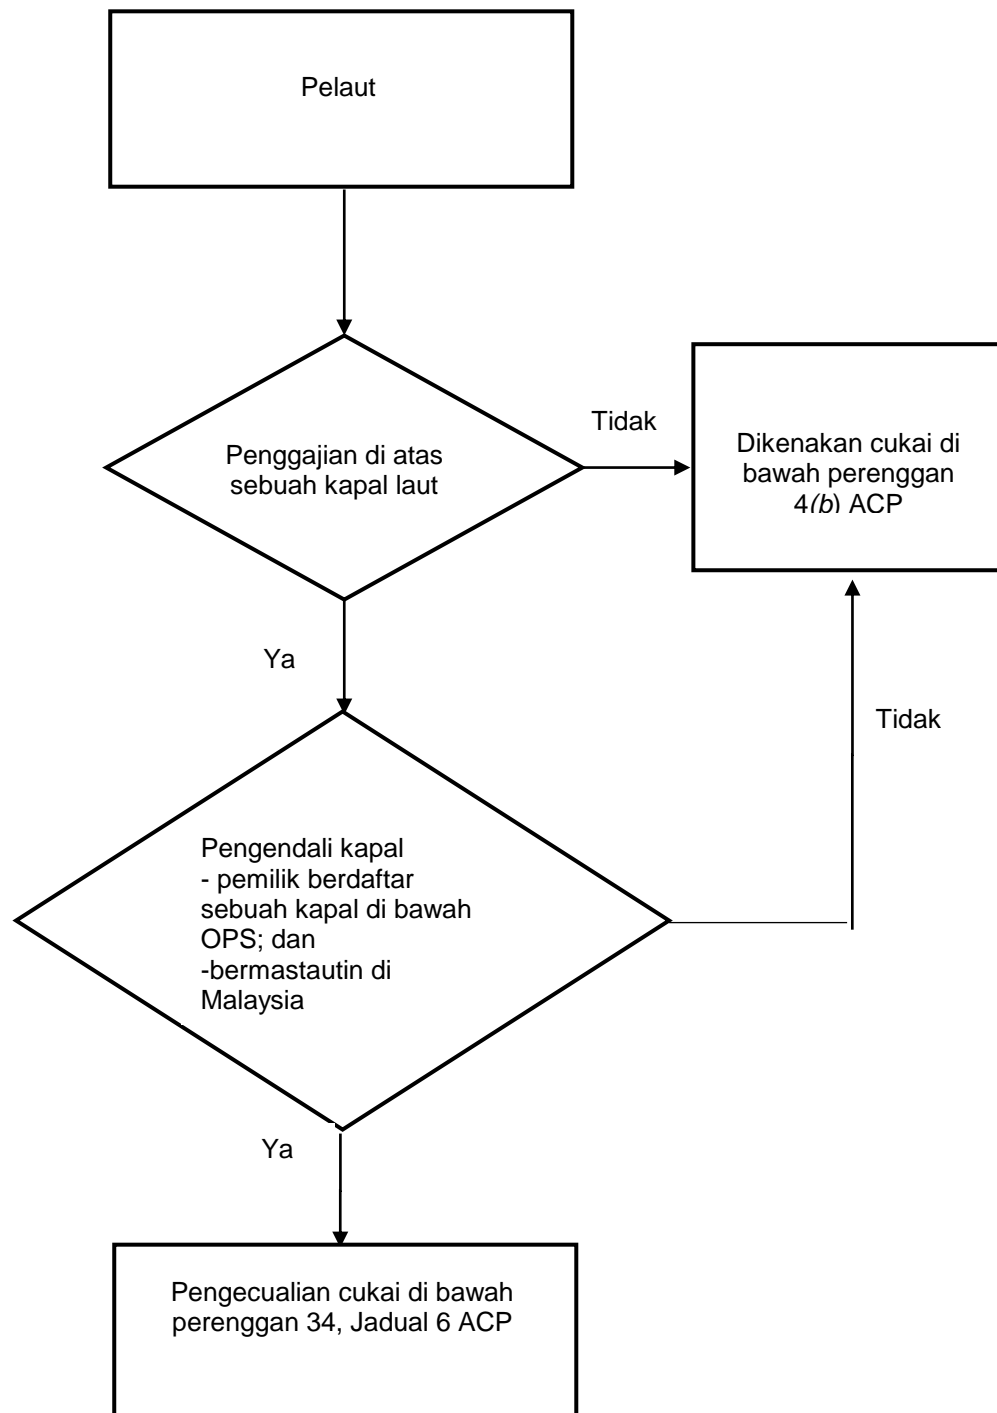 Pelaut
Tidak
Penggajian di atas
sebuah kapal laut
Dikenakan cukai di
bawah perenggan
4(b) ACP
Ya
Tidak
Pengendali kapal
- pemilik berdaftar
sebuah kapal di bawah
OPS; dan
-bermastautin di
Malaysia
Ya
Pengecualian cukai di bawah
perenggan 34, Jadual 6 ACP